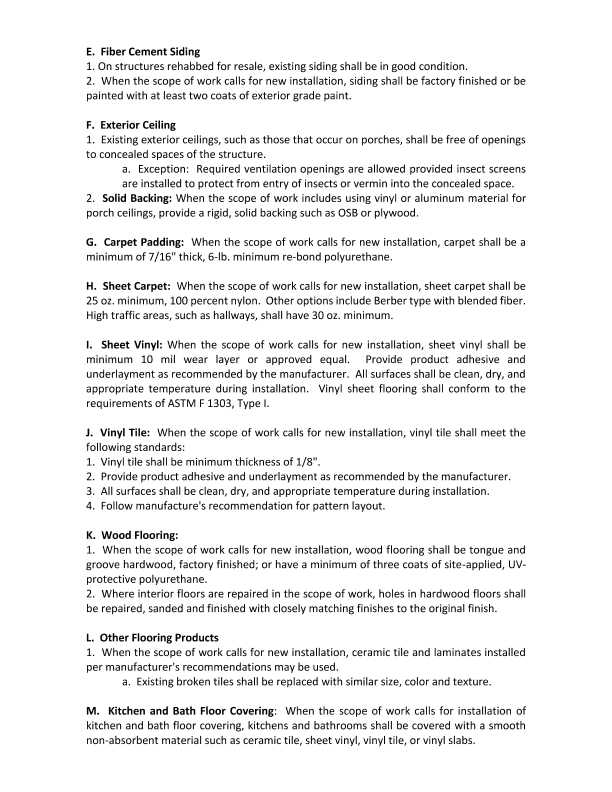 E. Fiber Cement Siding
1. On structures rehabbed for resale, existing siding shall be in good condition.
2. When the scope of work calls for new installation, siding shall be factory finished or be
painted with at least two coats of exterior grade paint.
F. Exterior Ceiling
1. Existing exterior ceilings, such as those that occur on porches, shall be free of openings
to concealed spaces of the structure.
a. Exception: Required ventilation openings are allowed provided insect screens
are installed to protect from entry of insects or vermin into the concealed space.
2. Solid Backing: When the scope of work includes using vinyl or aluminum material for
porch ceilings, provide a rigid, solid backing such as OSB or plywood.
G. Carpet Padding: When the scope of work calls for new installation, carpet shall be a
minimum of 7/16" thick, 6-lb. minimum re-bond polyurethane.
H. Sheet Carpet: When the scope of work calls for new installation, sheet carpet shall be
25 oz. minimum, 100 percent nylon. Other options include Berber type with blended fiber.
High traffic areas, such as hallways, shall have 30 oz. minimum.
I. Sheet Vinyl: When the scope of work calls for new installation, sheet vinyl shall be
minimum 10 mil wear layer or approved equal. Provide product adhesive and
underlayment as recommended by the manufacturer. All surfaces shall be clean, dry, and
appropriate temperature during installation. Vinyl sheet flooring shall conform to the
requirements of ASTM F 1303, Type I.
J. Vinyl Tile: When the scope of work calls for new installation, vinyl tile shall meet the
following standards:
1. Vinyl tile shall be minimum thickness of 1/8".
2. Provide product adhesive and underlayment as recommended by the manufacturer.
3. All surfaces shall be clean, dry, and appropriate temperature during installation.
4. Follow manufacture's recommendation for pattern layout.
K. Wood Flooring:
1. When the scope of work calls for new installation, wood flooring shall be tongue and
groove hardwood, factory finished; or have a minimum of three coats of site-applied, UV-
protective polyurethane.
2. Where interior floors are repaired in the scope of work, holes in hardwood floors shall
be repaired, sanded and finished with closely matching finishes to the original finish.
L. Other Flooring Products
1. When the scope of work calls for new installation, ceramic tile and laminates installed
per manufacturer's recommendations may be used.
a. Existing broken tiles shall be replaced with similar size, color and texture.
M. Kitchen and Bath Floor Covering: When the scope of work calls for installation of
kitchen and bath floor covering, kitchens and bathrooms shall be covered with a smooth
non-absorbent material such as ceramic tile, sheet vinyl, vinyl tile, or vinyl slabs.